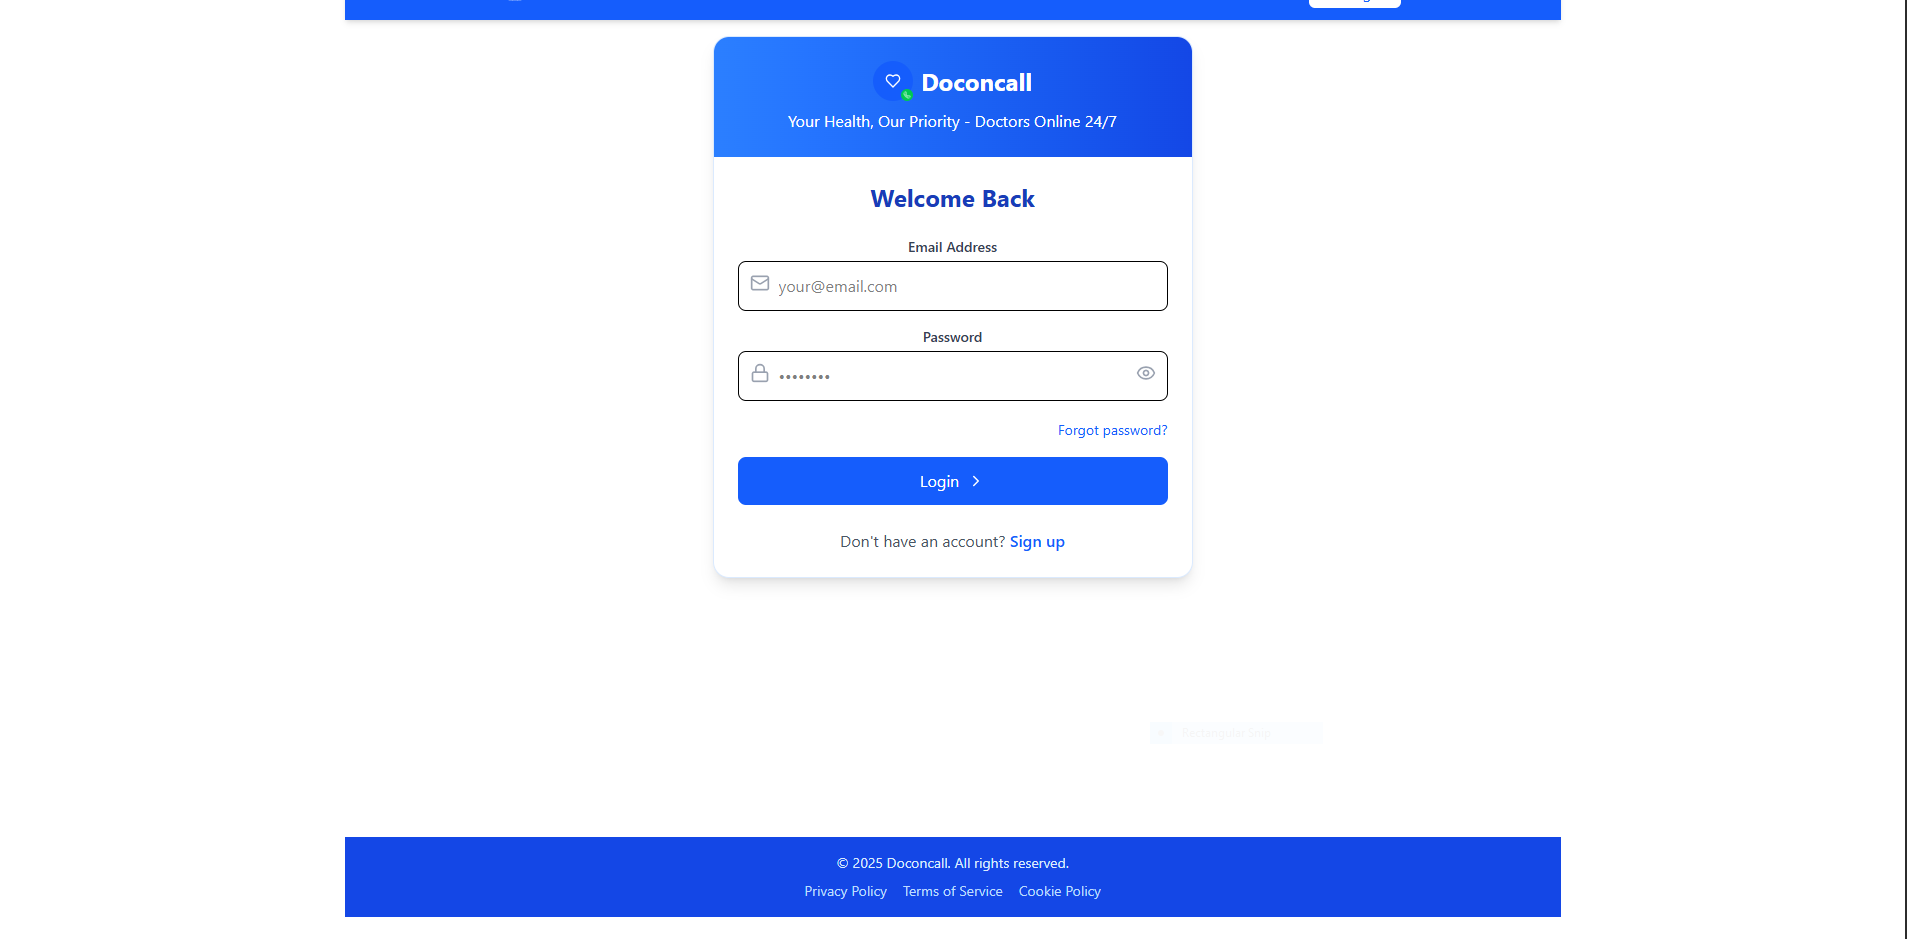 Doconcall
Your Health, Our Priority - Doctors Online 24/7
Welcome Back
Email Address
your@email.com
Password
••••••••
Forgot password?
Login
Don't have an account? Sign up
Rectangular Snip
© 2025 Doconcall. All rights reserved.
Privacy Policy Terms of Service Cookie Policy